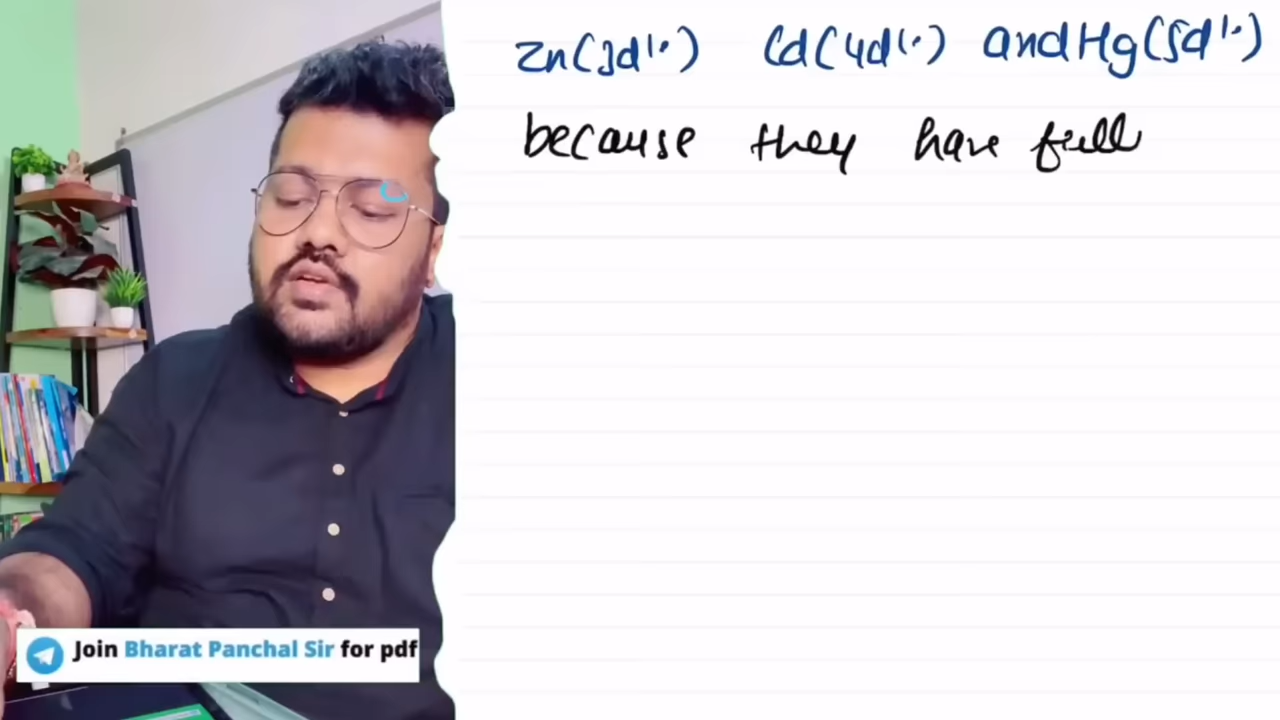 Zn(3d¹⁰) Cd(4d¹⁰) and Hg(5d¹⁰)
because they have full
Join Bharat Panchal Sir for pdf